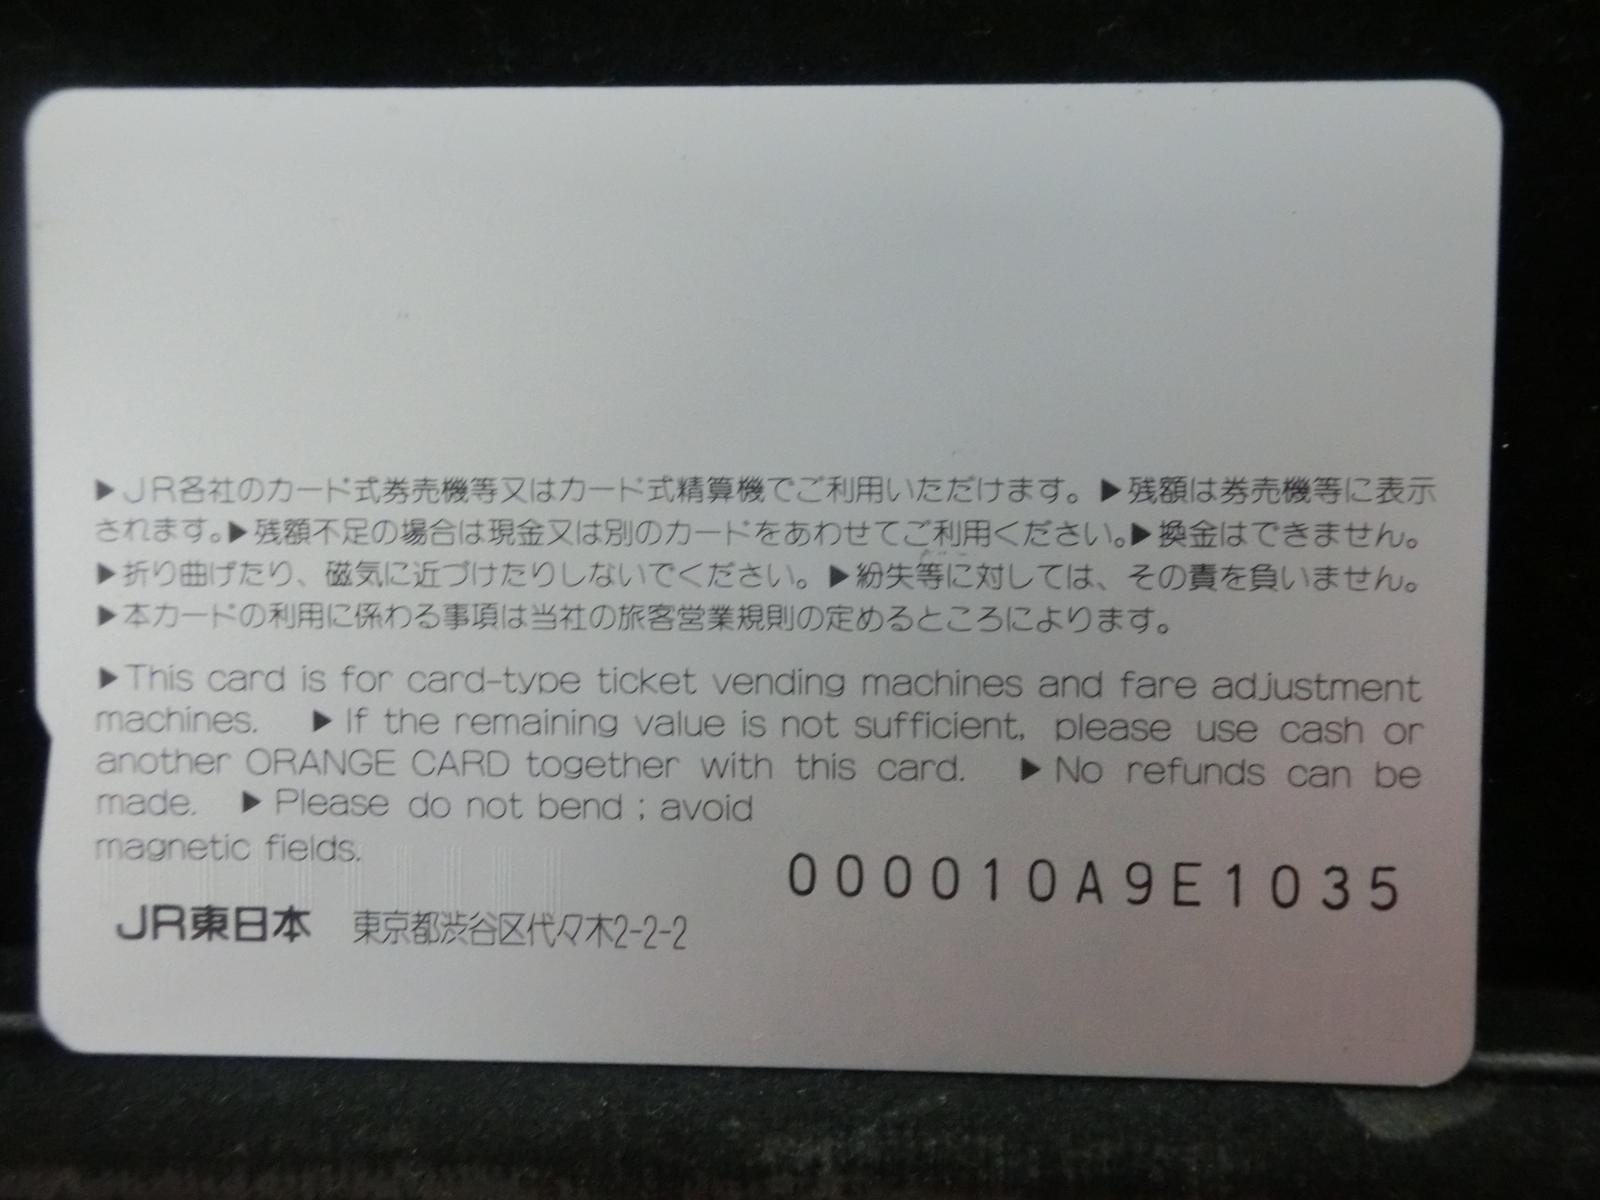 ▶JR各社のカード式券売機等又はカード式精算機でご利用いただけます。▶残額は券売機等に表示
されます。▶残額不足の場合は現金又は別のカードをあわせてご利用ください。▶換金はできません。
▶折り曲げたり、磁気に近づけたりしないでください。▶紛失等に対しては、その責を負いません。
▶本カードの利用に係わる事項は当社の旅客営業規則の定めるところによります。
▶This card is for card-type ticket vending machines and fare adjustment
machines. ▶If the remaining value is not sufficient, please use cash or
another ORANGE CARD together with this card. ▶No refunds can be
made. ▶Please do not bend ; avoid
magnetic fields.
000010A9E1035
JR東日本 東京都渋谷区代々木2-2-2